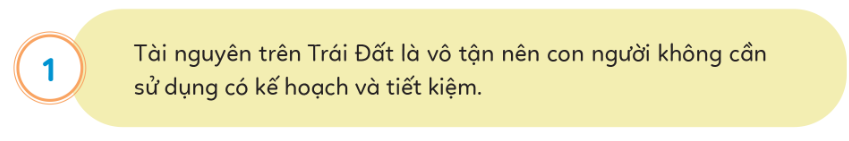 1
Tài nguyên trên Trái Đất là vô tận nên con người không cần
sử dụng có kế hoạch và tiết kiệm.